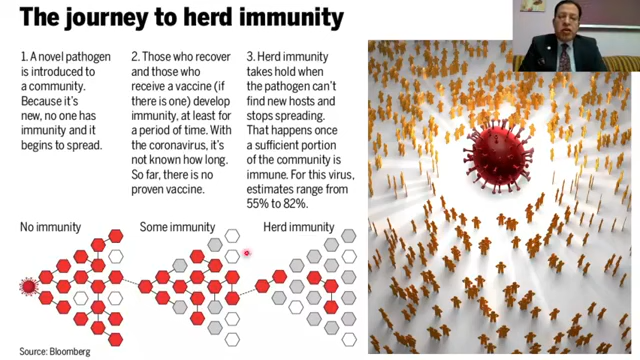 The journey to herd immunity
1. A novel pathogen
is introduced to
a community.
Because it's
new, no one has
immunity and it
begins to spread.
2. Those who recover
and those who
receive a vaccine (if
there is one) develop
immunity, at least for
a period of time. With
the coronavirus, it's
not known how long.
So far, there is no
proven vaccine.
3. Herd immunity
takes hold when
the pathogen can't
find new hosts and
stops spreading.
That happens once
a sufficient portion
of the community is
immune. For this virus,
estimates range from
55% to 82%.
No immunity
Some immunity
Herd immunity
Source: Bloomberg